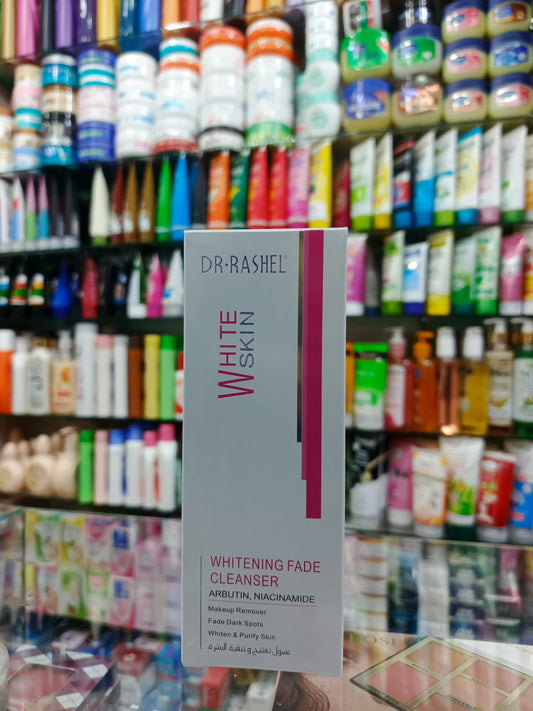 DR·RASHEL®
WHITE
SKIN
WHITENING FADE
CLEANSER
ARBUTIN, NIACINAMIDE
Makeup Remover
Fade Dark Spots
Whiten & Purify Skin
غسول تفتيح وتنقية البشرة